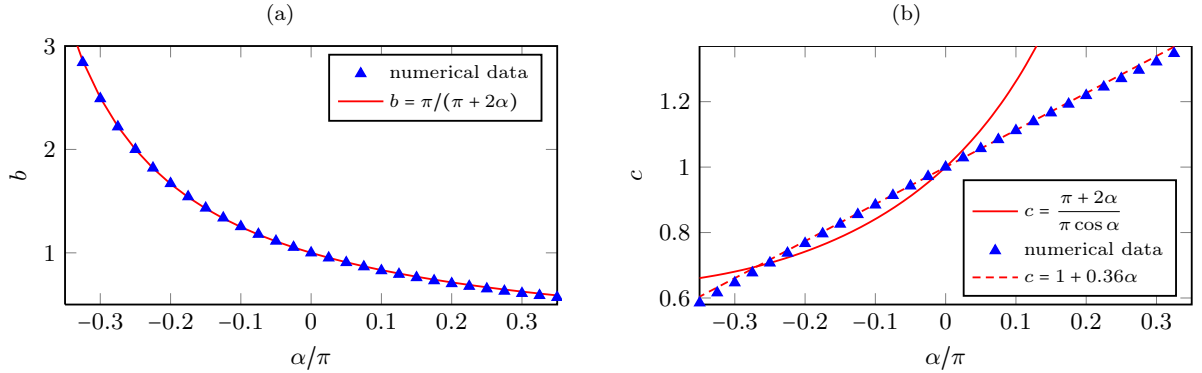 (a)
3
2
1
b
−0.3 −0.2 −0.1 0 0.1 0.2 0.3
α/π
numerical data
b = π/(π + 2α)
(b)
1.2
1
0.8
0.6
c
−0.3 −0.2 −0.1 0 0.1 0.2 0.3
α/π
c = (π + 2α)/(π cos α)
numerical data
c = 1 + 0.36α